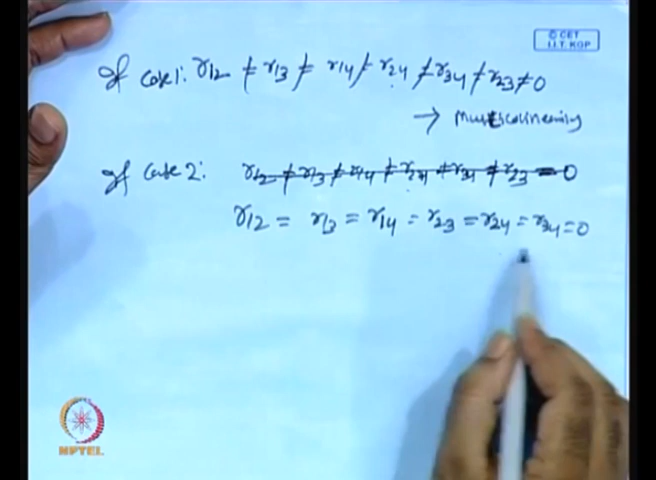 © CET
I.I.T. KGP
If Case 1: r12 ≠ r13 ≠ r14 ≠ r24 ≠ r34 ≠ r23 ≠ 0
→ Multicolinearity
If Case 2: r12 ≠ r13 ≠ r14 ≠ r24 ≠ r34 ≠ r23 = 0
r12 = r13 = r14 = r23 = r24 = r34 = 0
NPTEL